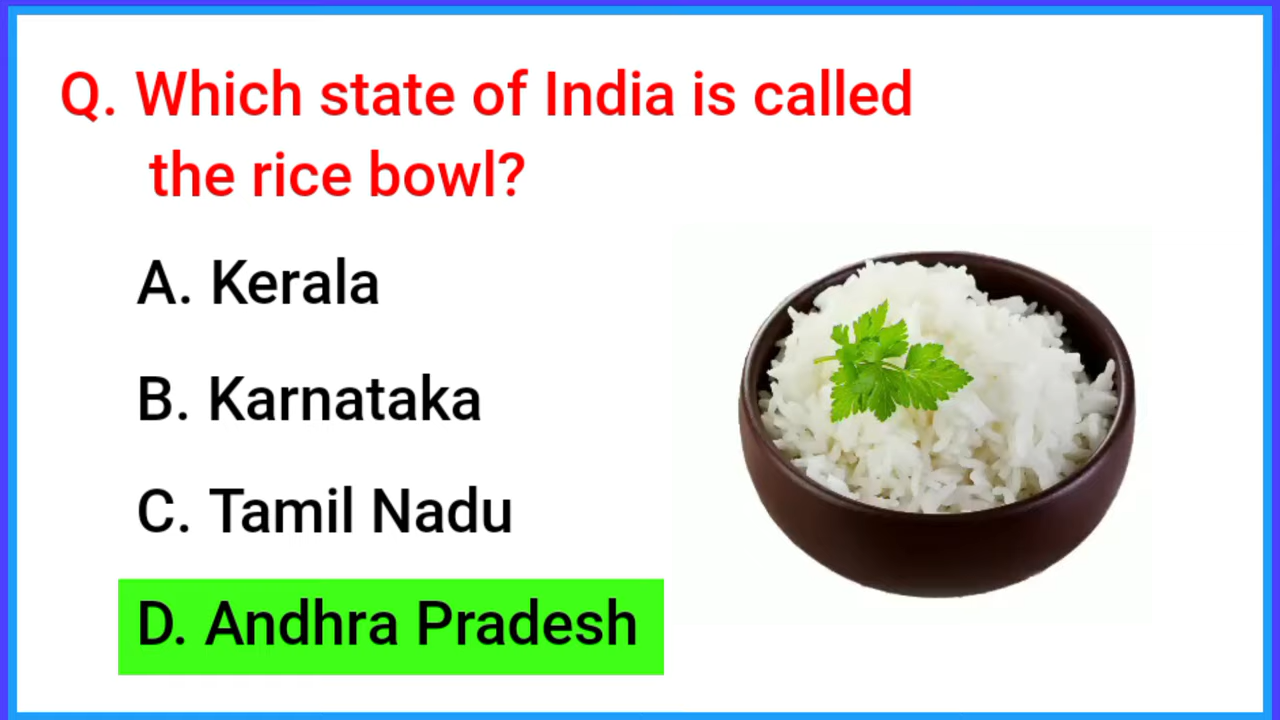 Q. Which state of India is called
the rice bowl?
A. Kerala
B. Karnataka
C. Tamil Nadu
D. Andhra Pradesh